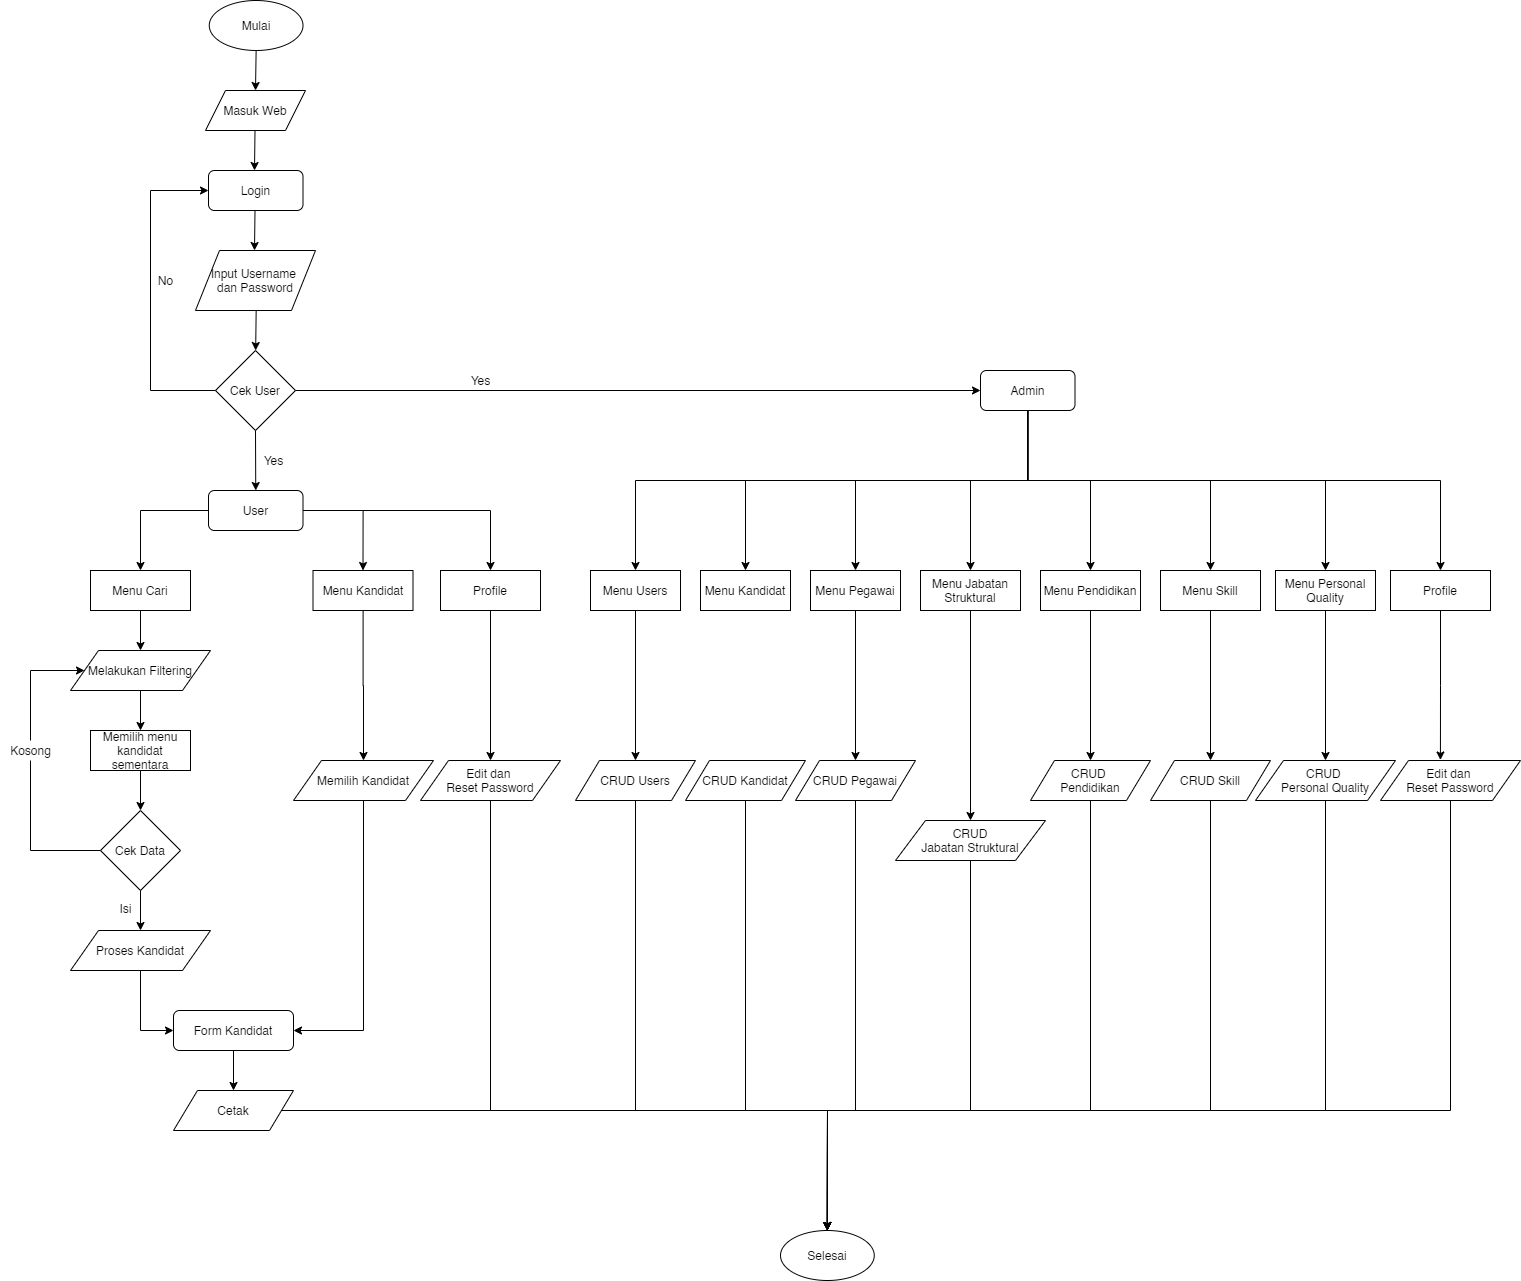 Mulai
Masuk Web
Login
No
Input Username
dan Password
Cek User
Yes
Admin
Yes
User
Menu Cari
Menu Kandidat
Profile
Menu Users
Menu Kandidat
Menu Pegawai
Menu Jabatan
Struktural
Menu Pendidikan
Menu Skill
Menu Personal
Quality
Profile
Melakukan Filtering
Kosong
Memilih menu
kandidat
sementara
Memilih Kandidat
Edit dan
Reset Password
CRUD Users
CRUD Kandidat
CRUD Pegawai
CRUD
Jabatan Struktural
CRUD
Pendidikan
CRUD Skill
CRUD
Personal Quality
Edit dan
Reset Password
Cek Data
Isi
Proses Kandidat
Form Kandidat
Cetak
Selesai